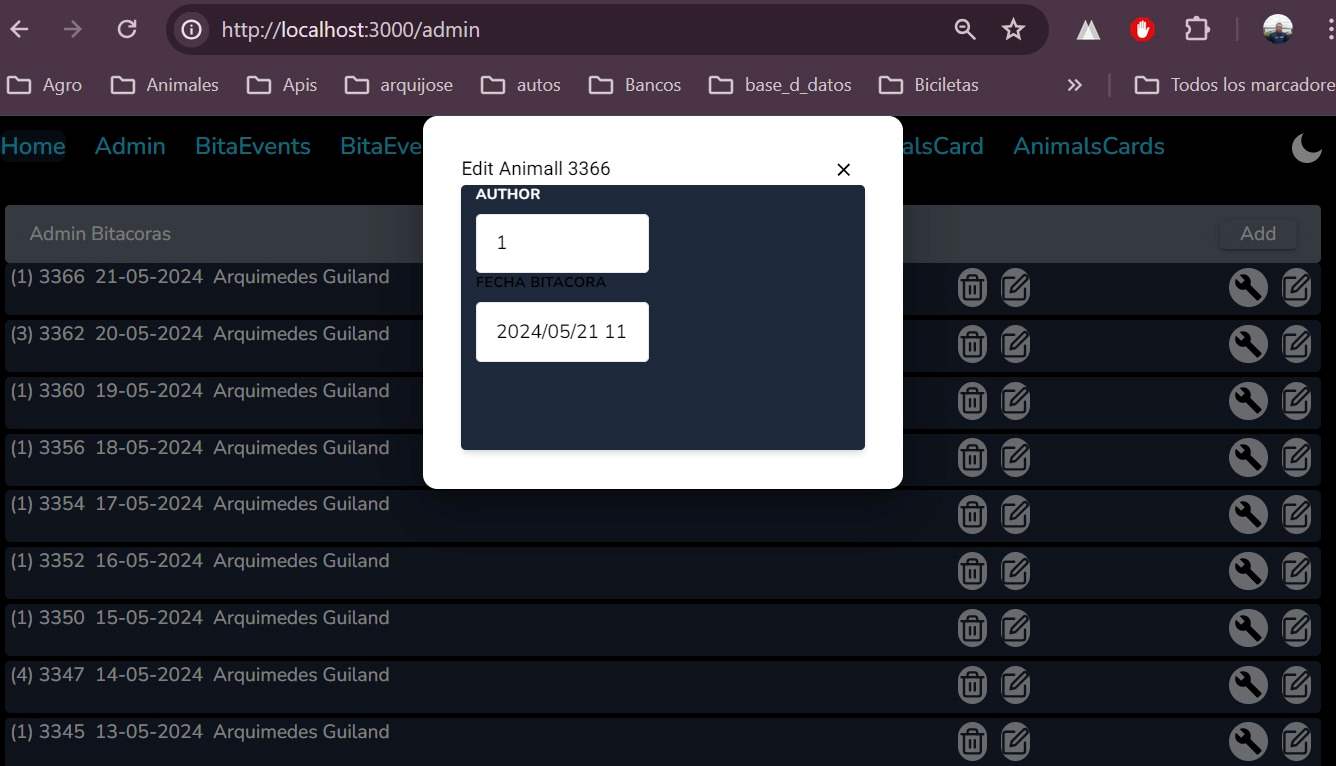 http://localhost:3000/admin
Agro Animales Apis arquijose autos Bancos base_d_datos Biciletas » Todos los marcadore
Home Admin BitaEvents BitaEve alsCard AnimalsCards
Edit Animall 3366
AUTHOR
1
FECHA BITACORA
2024/05/21 11
Admin Bitacoras Add
(1) 3366 21-05-2024 Arquimedes Guiland
(3) 3362 20-05-2024 Arquimedes Guiland
(1) 3360 19-05-2024 Arquimedes Guiland
(1) 3356 18-05-2024 Arquimedes Guiland
(1) 3354 17-05-2024 Arquimedes Guiland
(1) 3352 16-05-2024 Arquimedes Guiland
(1) 3350 15-05-2024 Arquimedes Guiland
(4) 3347 14-05-2024 Arquimedes Guiland
(1) 3345 13-05-2024 Arquimedes Guiland